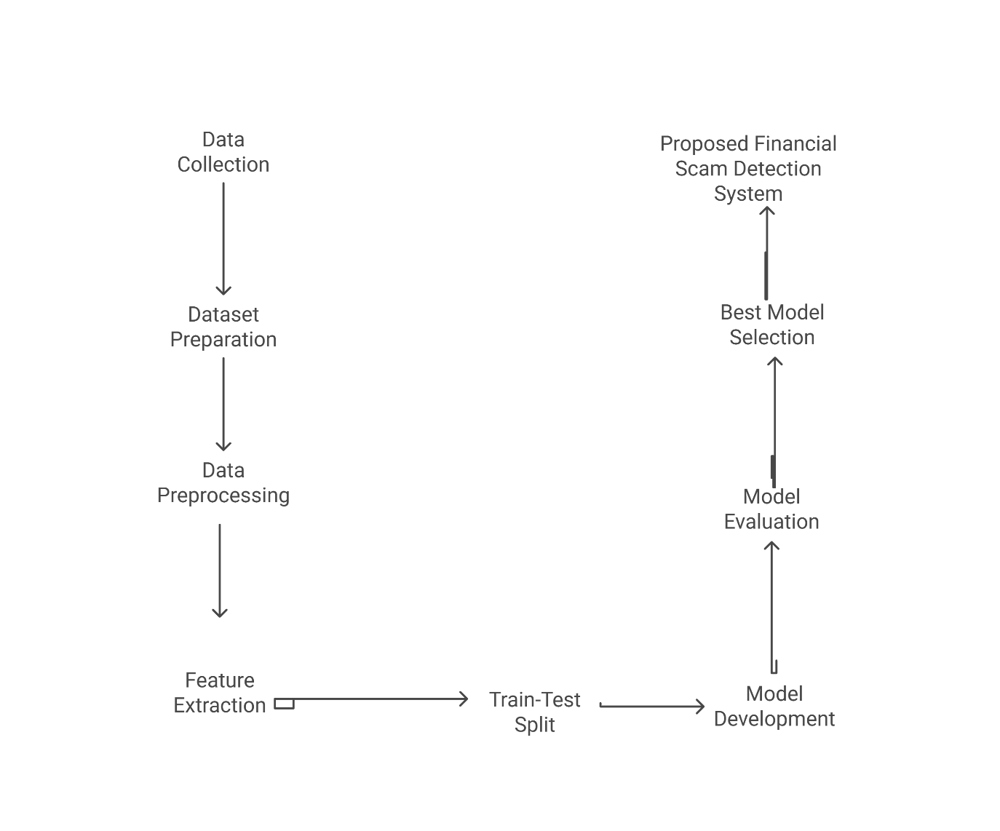 Data
Collection
Dataset
Preparation
Data
Preprocessing
Feature
Extraction
Train-Test
Split
Model
Development
Model
Evaluation
Best Model
Selection
Proposed Financial
Scam Detection
System